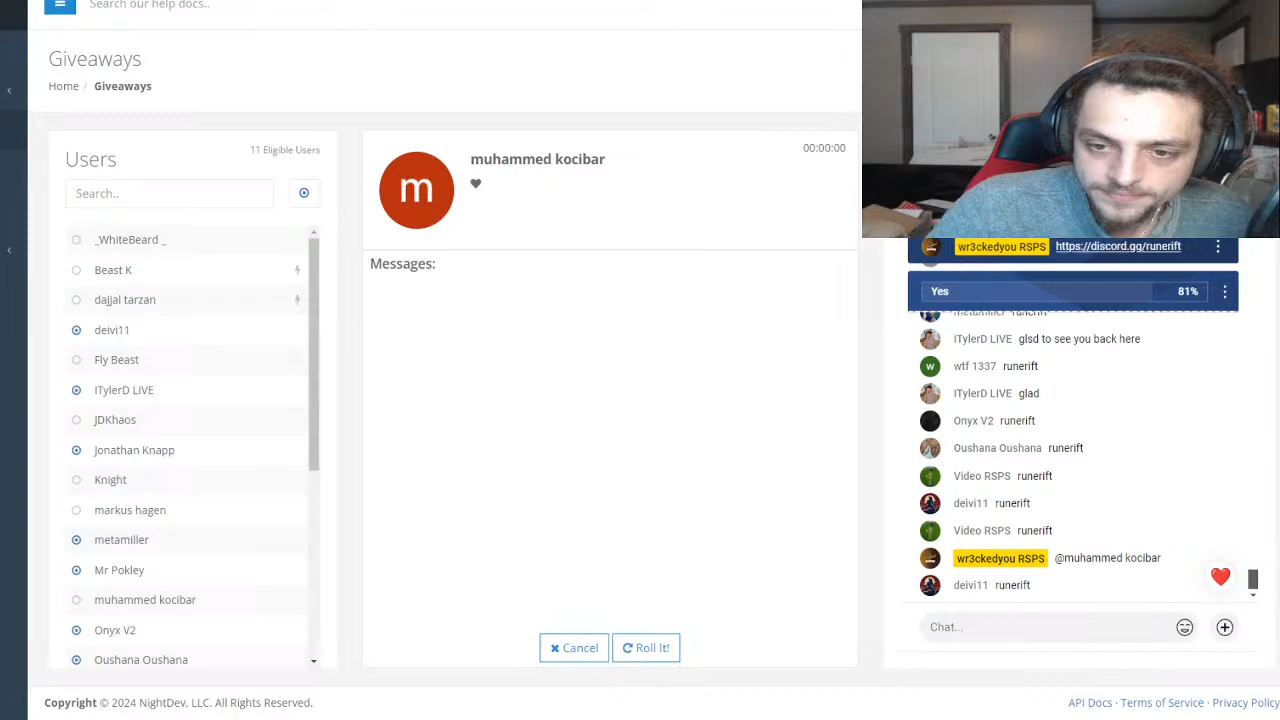 Search our help docs..
Giveaways
Home / Giveaways
Users
11 Eligible Users
Search..
_WhiteBeard _
Beast K
dajjal tarzan
deivi11
Fly Beast
ITylerD LIVE
JDKhaos
Jonathan Knapp
Knight
markus hagen
metamiller
Mr Pokley
muhammed kocibar
Onyx V2
Oushana Oushana
m
muhammed kocibar
00:00:00
Messages:
Cancel
Roll It!
wr3ckedyou RSPS https://discord.gg/runerift
Yes 81%
metamiller runerift
ITylerD LIVE glsd to see you back here
w wtf 1337 runerift
ITylerD LIVE glad
Onyx V2 runerift
Oushana Oushana runerift
Video RSPS runerift
deivi11 runerift
Video RSPS runerift
wr3ckedyou RSPS @muhammed kocibar
deivi11 runerift
Chat...
Copyright © 2024 NightDev, LLC. All Rights Reserved.
API Docs · Terms of Service · Privacy Policy